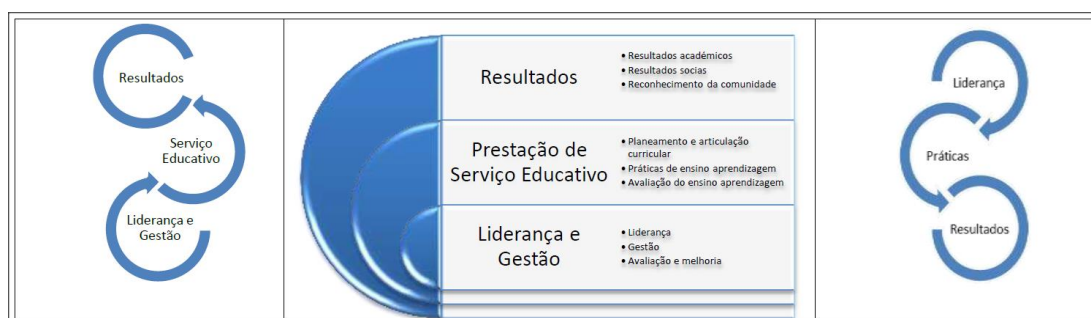 Resultados
Serviço
Educativo
Liderança e
Gestão
Resultados
• Resultados académicos
• Resultados socias
• Reconhecimento da comunidade
Prestação de
Serviço Educativo
• Planeamento e articulação
curricular
• Práticas de ensino aprendizagem
• Avaliação do ensino aprendizagem
Liderança e
Gestão
• Liderança
• Gestão
• Avaliação e melhoria
Liderança
Práticas
Resultados